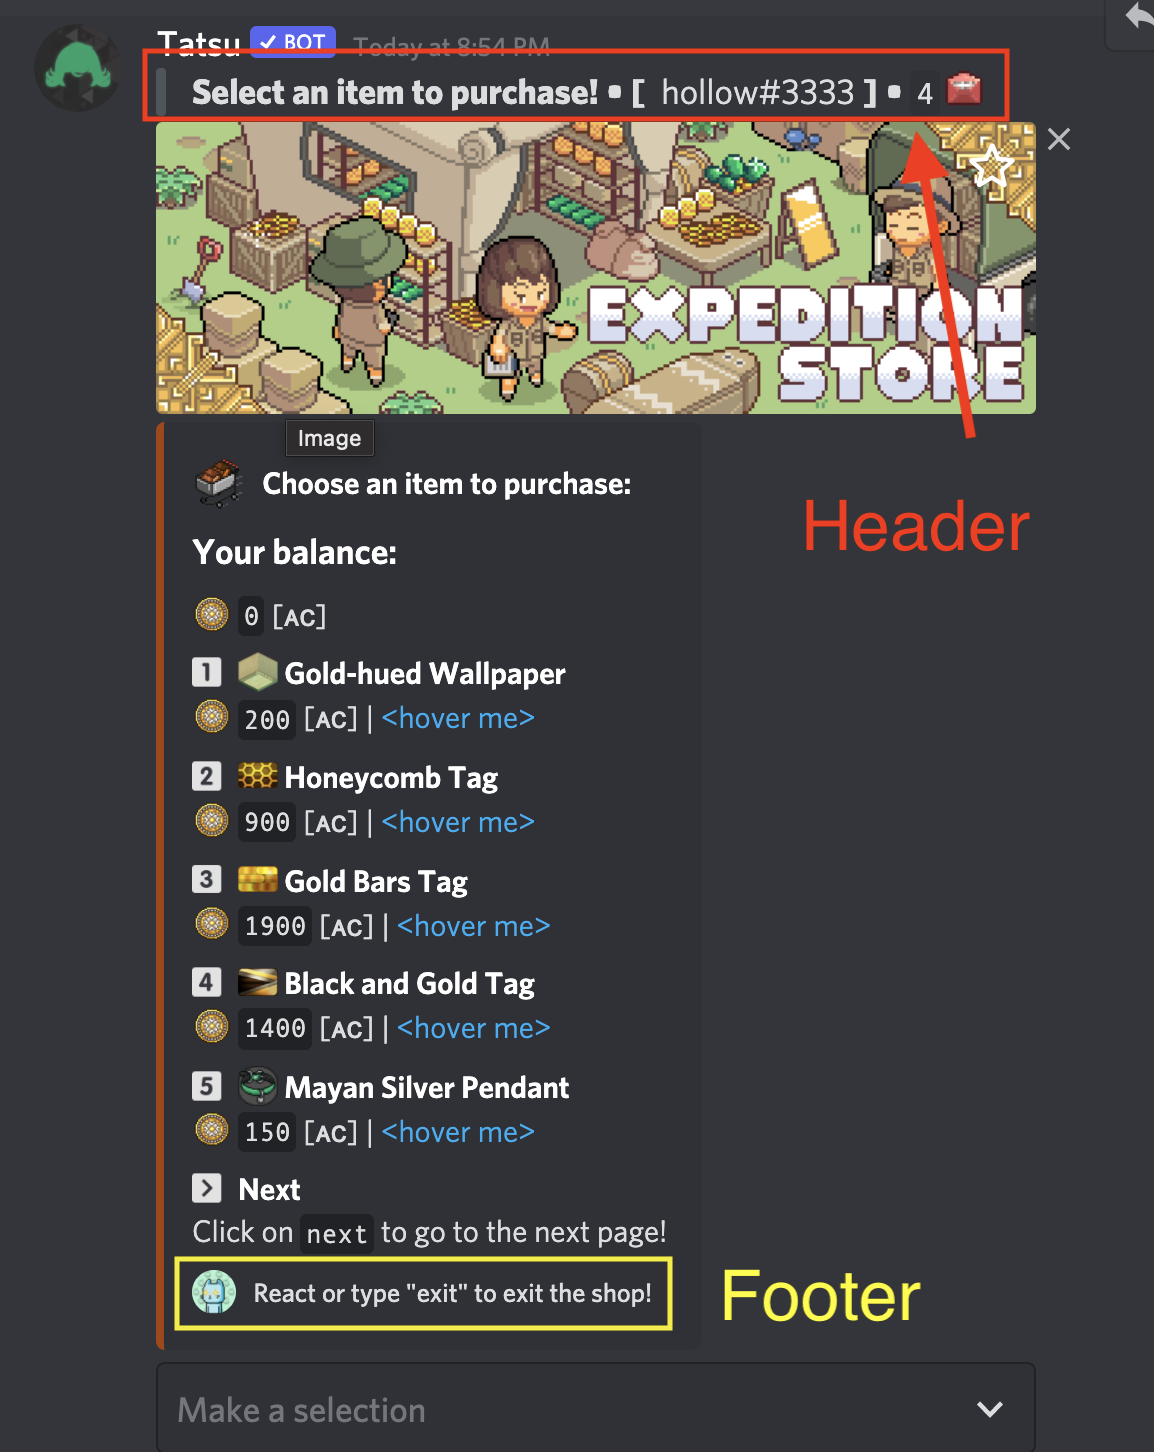 Tatsu ✓ BOT Today at 8:54 PM
Select an item to purchase! • [ hollow#3333 ] • 4
EXPEDITION
STORE
Image
Choose an item to purchase:
Header
Your balance:
0 [AC]
1 Gold-hued Wallpaper
200 [AC] | <hover me>
2 Honeycomb Tag
900 [AC] | <hover me>
3 Gold Bars Tag
1900 [AC] | <hover me>
4 Black and Gold Tag
1400 [AC] | <hover me>
5 Mayan Silver Pendant
150 [AC] | <hover me>
> Next
Click on next to go to the next page!
React or type "exit" to exit the shop!
Footer
Make a selection